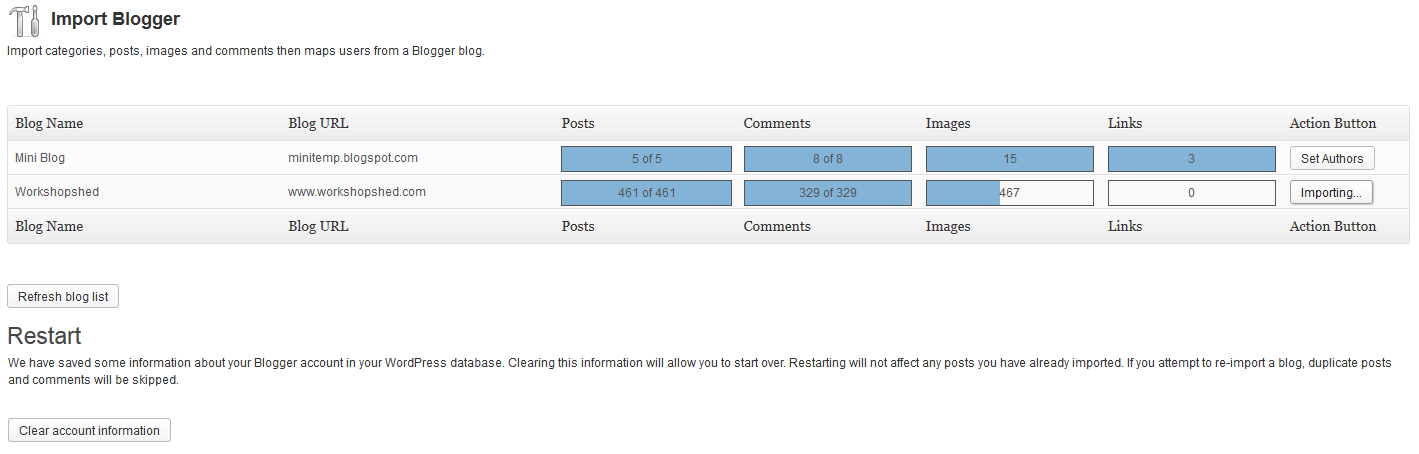 Import Blogger
Import categories, posts, images and comments then maps users from a Blogger blog.
Blog Name Blog URL Posts Comments Images Links Action Button
Mini Blog minitemp.blogspot.com 5 of 5 8 of 8 15 3 Set Authors
Workshopshed www.workshopshed.com 461 of 461 329 of 329 467 0 Importing...
Blog Name Blog URL Posts Comments Images Links Action Button
Refresh blog list
Restart
We have saved some information about your Blogger account in your WordPress database. Clearing this information will allow you to start over. Restarting will not affect any posts you have already imported. If you attempt to re-import a blog, duplicate posts
and comments will be skipped.
Clear account information